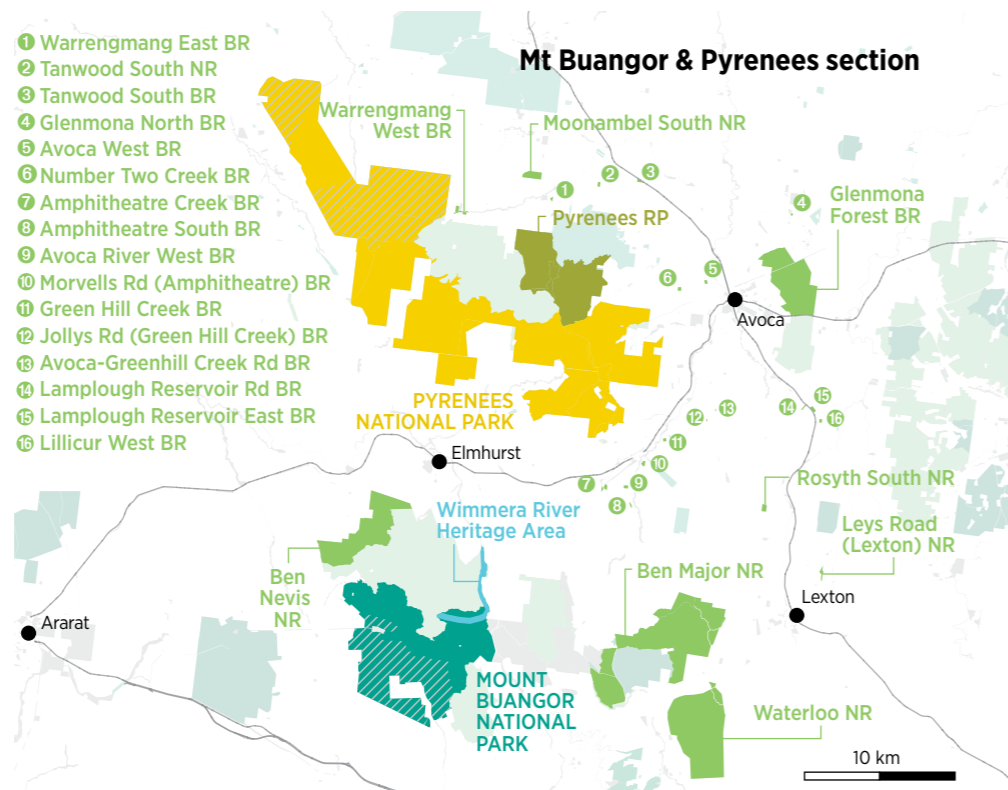 Mt Buangor & Pyrenees section
1 Warrengmang East BR
2 Tanwood South NR
3 Tanwood South BR
4 Glenmona North BR
5 Avoca West BR
6 Number Two Creek BR
7 Amphitheatre Creek BR
8 Amphitheatre South BR
9 Avoca River West BR
10 Morvells Rd (Amphitheatre) BR
11 Green Hill Creek BR
12 Jollys Rd (Green Hill Creek) BR
13 Avoca-Greenhill Creek Rd BR
14 Lamplough Reservoir Rd BR
15 Lamplough Reservoir East BR
16 Lillicur West BR
Warrengmang
West BR
Moonambel South NR
1
2
3
4
Glenmona
Forest BR
Pyrenees RP
6
5
Avoca
PYRENEES
NATIONAL PARK
12
13
14
15
16
11
10
Elmhurst
7
9
8
Rosyth South NR
Wimmera River
Heritage Area
Leys Road
(Lexton) NR
Ben
Nevis
NR
Ben Major NR
Lexton
Ararat
MOUNT
BUANGOR
NATIONAL
PARK
Waterloo NR
10 km